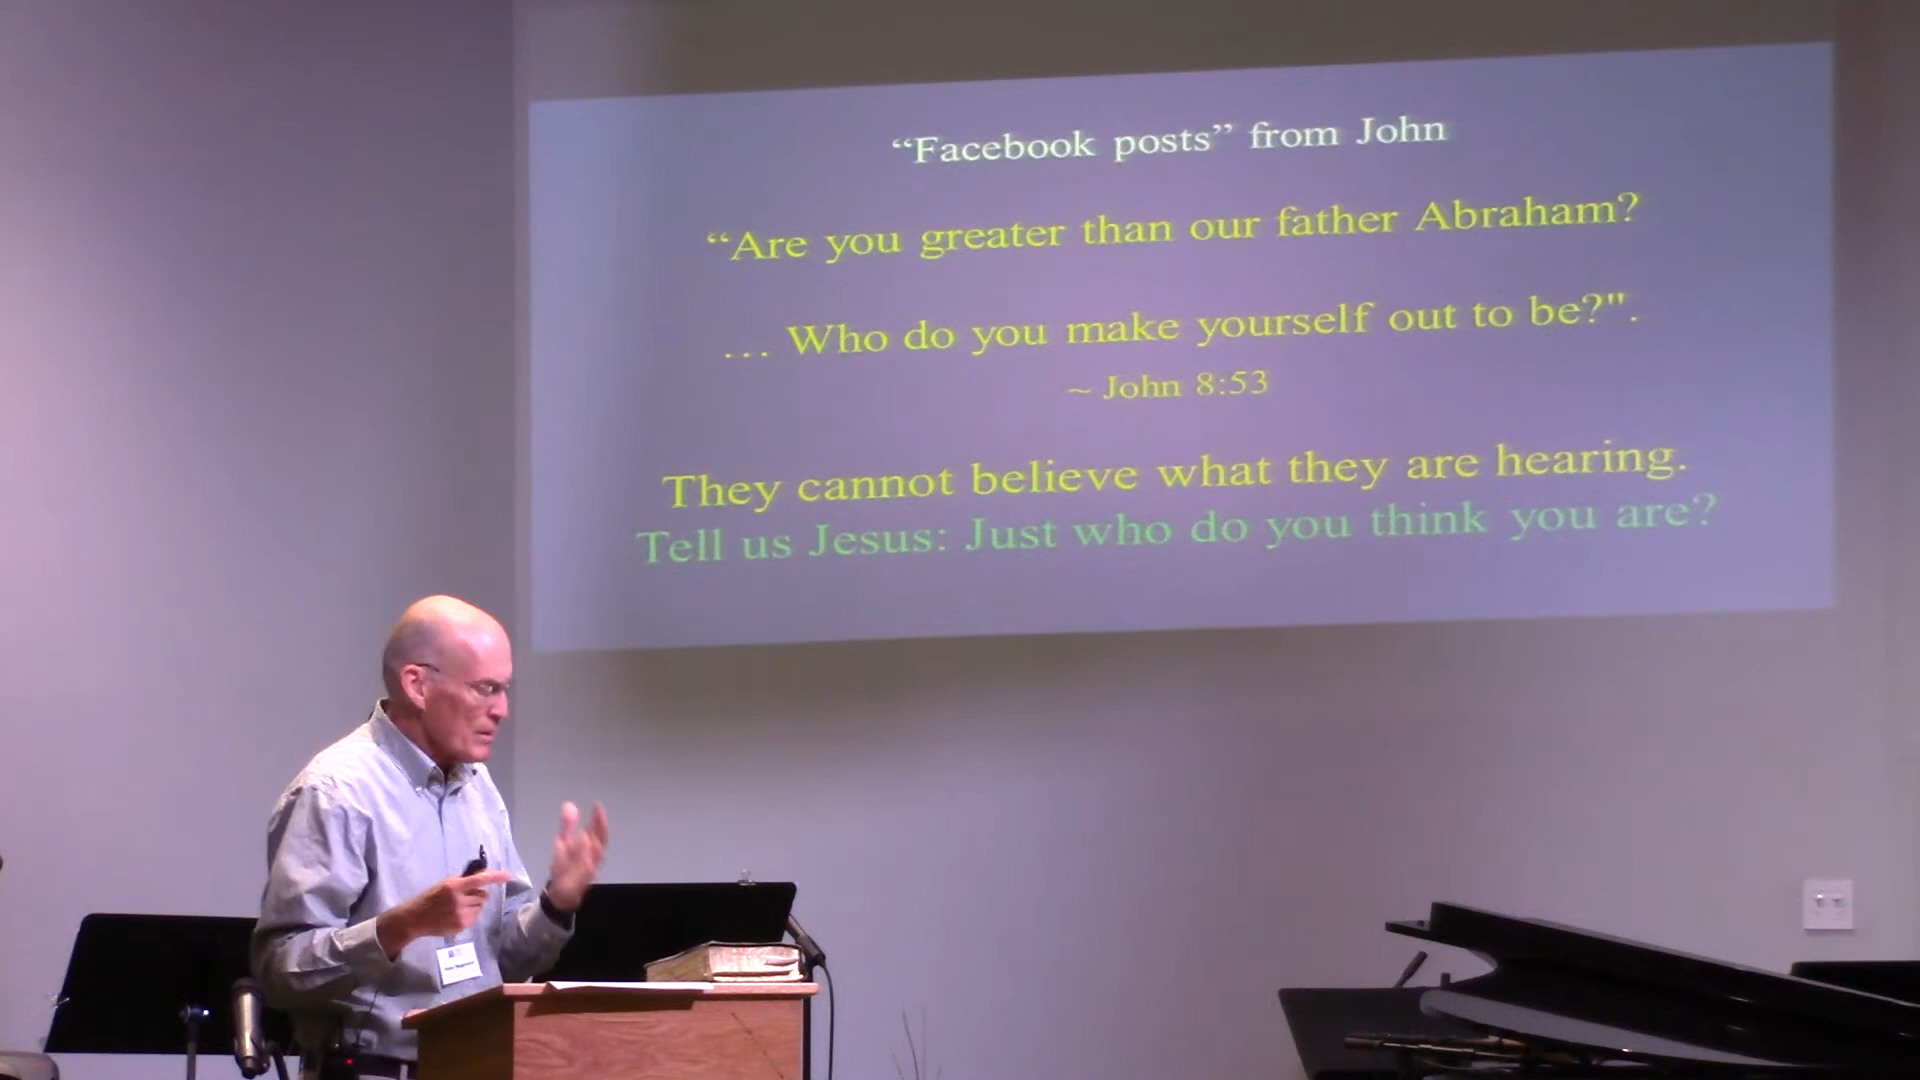 “Facebook posts” from John
“Are you greater than our father Abraham?
… Who do you make yourself out to be?".
~ John 8:53
They cannot believe what they are hearing.
Tell us Jesus: Just who do you think you are?